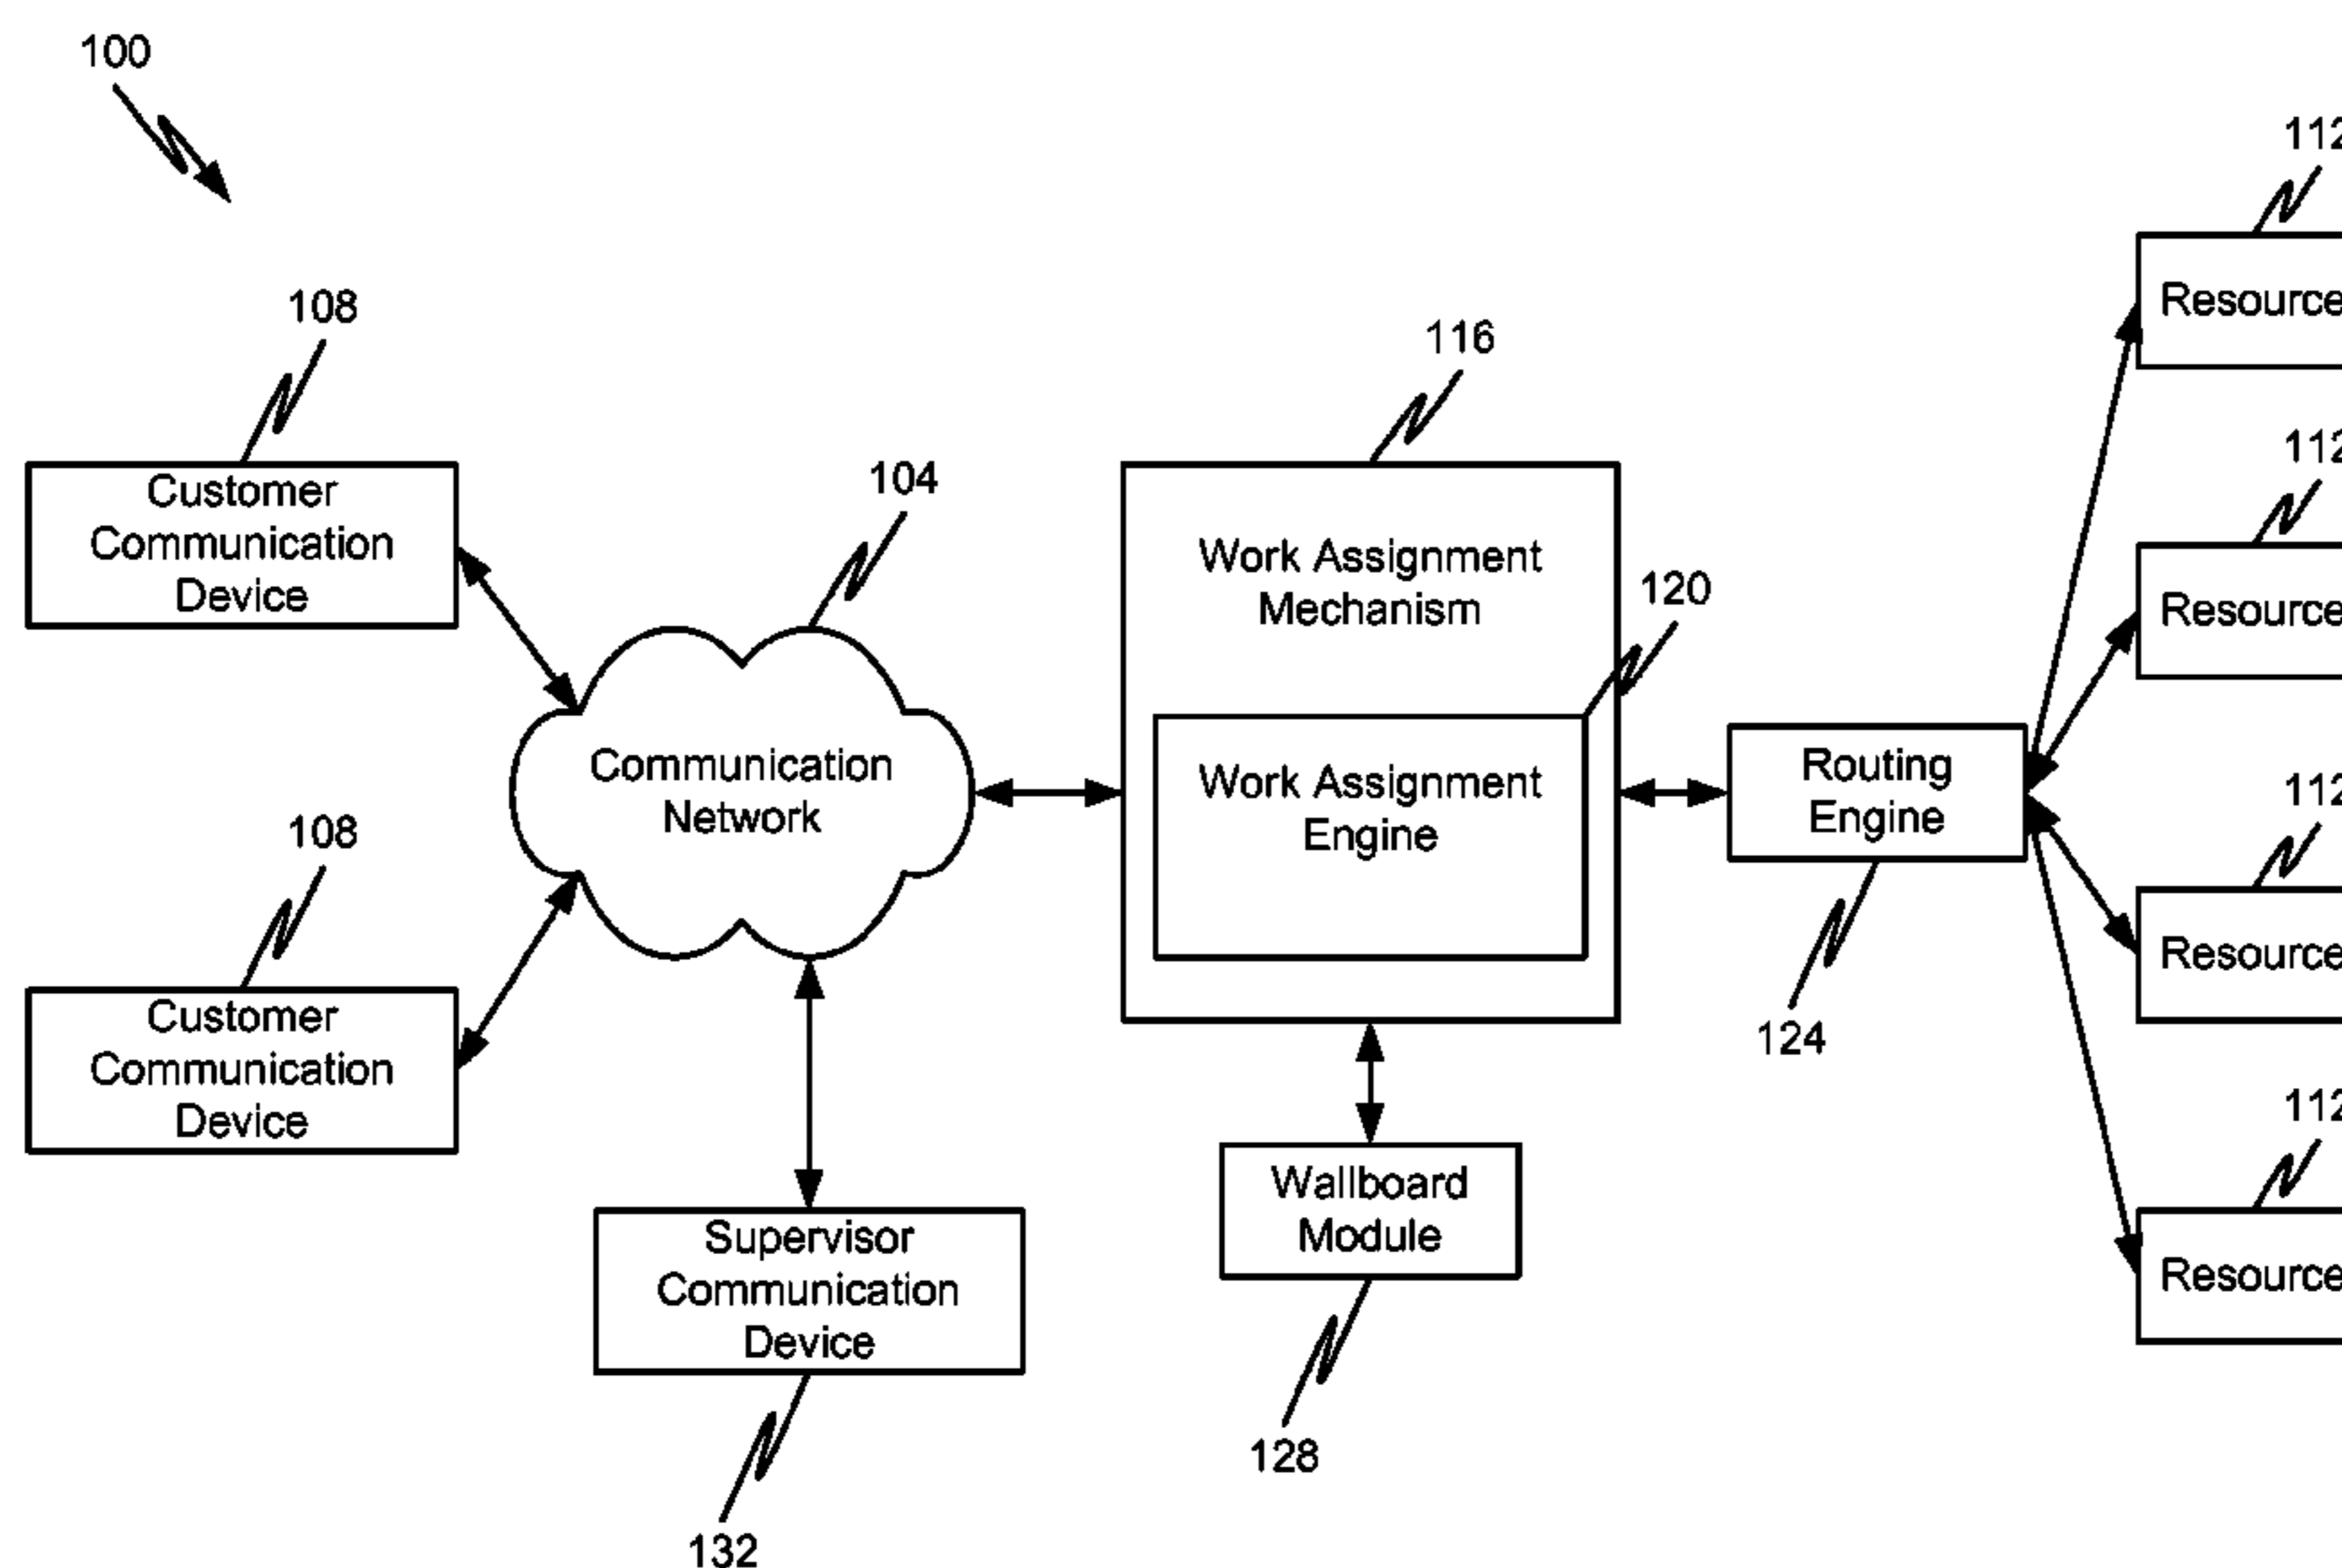 100
108
Customer
Communication
Device
108
Customer
Communication
Device
104
Communication
Network
Supervisor
Communication
Device
132
116
Work Assignment
Mechanism
120
Work Assignment
Engine
Wallboard
Module
128
Routing
Engine
124
112
Resource
112
Resource
112
Resource
112
Resource